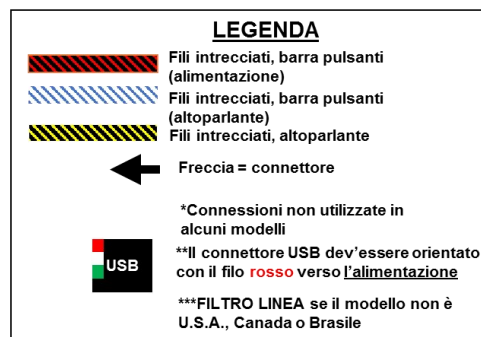 LEGENDA
Fili intrecciati, barra pulsanti
(alimentazione)
Fili intrecciati, barra pulsanti
(altoparlante)
Fili intrecciati, altoparlante
Freccia = connettore
*Connessioni non utilizzate in
alcuni modelli
USB
**Il connettore USB dev'essere orientato
con il filo rosso verso l'alimentazione
***FILTRO LINEA se il modello non è
U.S.A., Canada o Brasile